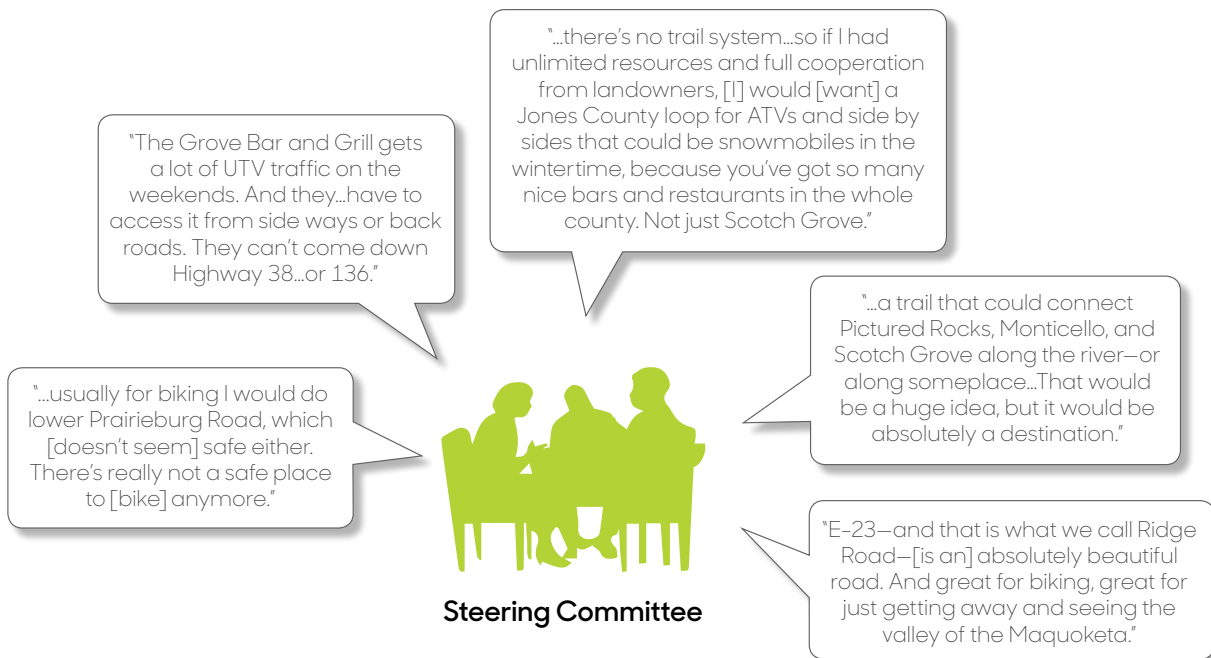 "...there's no trail system...so if I had
unlimited resources and full cooperation
from landowners, [I] would [want] a
Jones County loop for ATVs and side by
sides that could be snowmobiles in the
wintertime, because you've got so many
nice bars and restaurants in the whole
county. Not just Scotch Grove."
"The Grove Bar and Grill gets
a lot of UTV traffic on the
weekends. And they...have to
access it from side ways or back
roads. They can't come down
Highway 38...or 136."
"...a trail that could connect
Pictured Rocks, Monticello, and
Scotch Grove along the river—or
along someplace...That would
be a huge idea, but it would be
absolutely a destination."
"...usually for biking I would do
lower Prairieburg Road, which
[doesn't seem] safe either.
There's really not a safe place
to [bike] anymore."
"E-23—and that is what we call Ridge
Road—[is an] absolutely beautiful
road. And great for biking, great for
just getting away and seeing the
valley of the Maquoketa."
Steering Committee